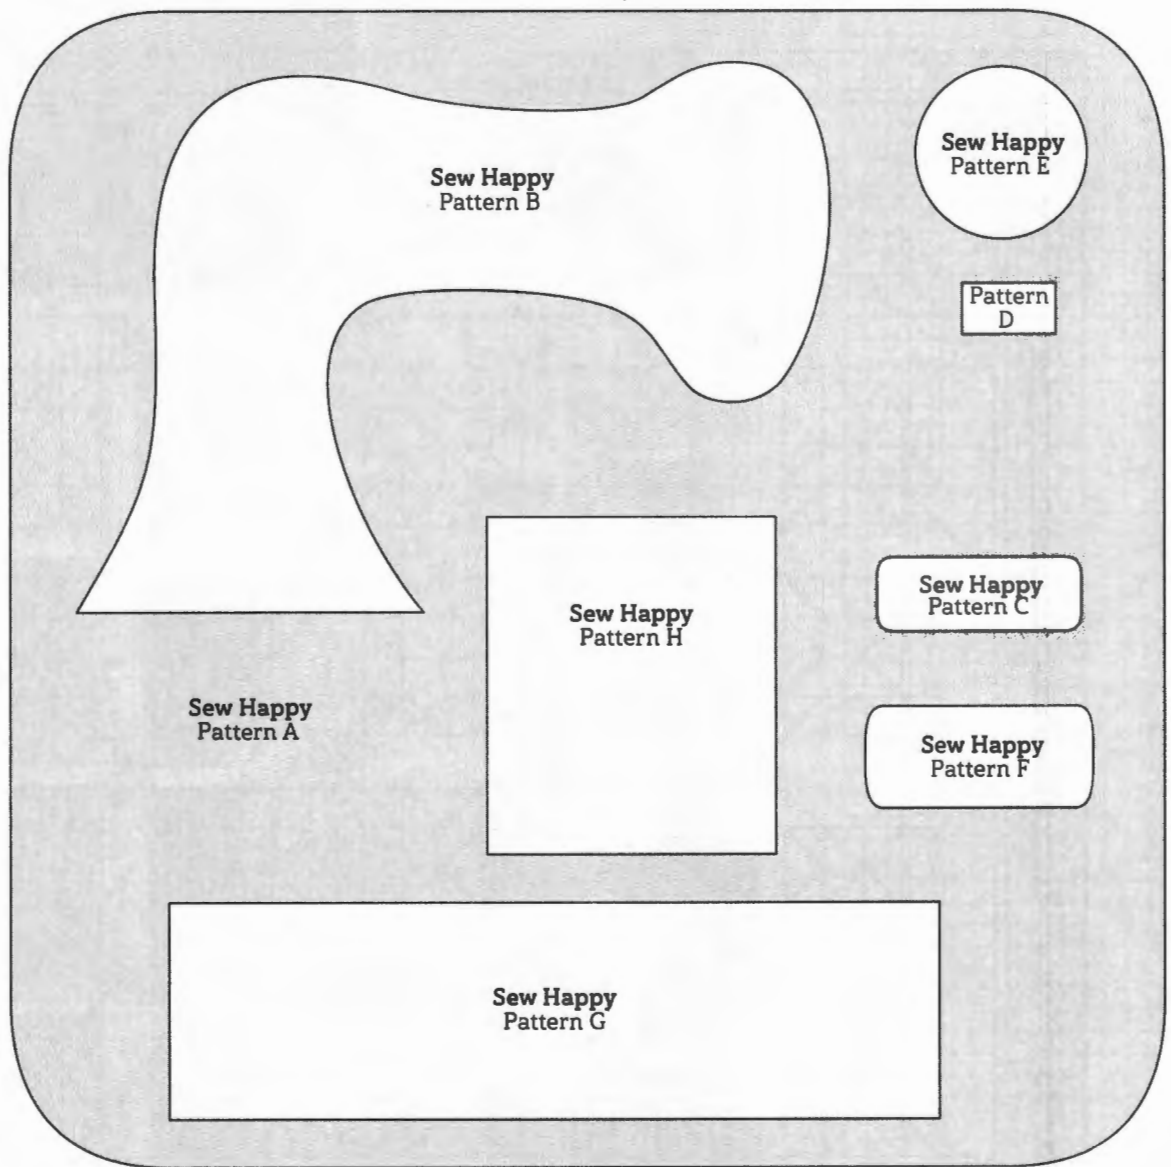 Sew Happy
Pattern B
Sew Happy
Pattern E
Pattern
D
Sew Happy
Pattern H
Sew Happy
Pattern C
Sew Happy
Pattern A
Sew Happy
Pattern F
Sew Happy
Pattern G